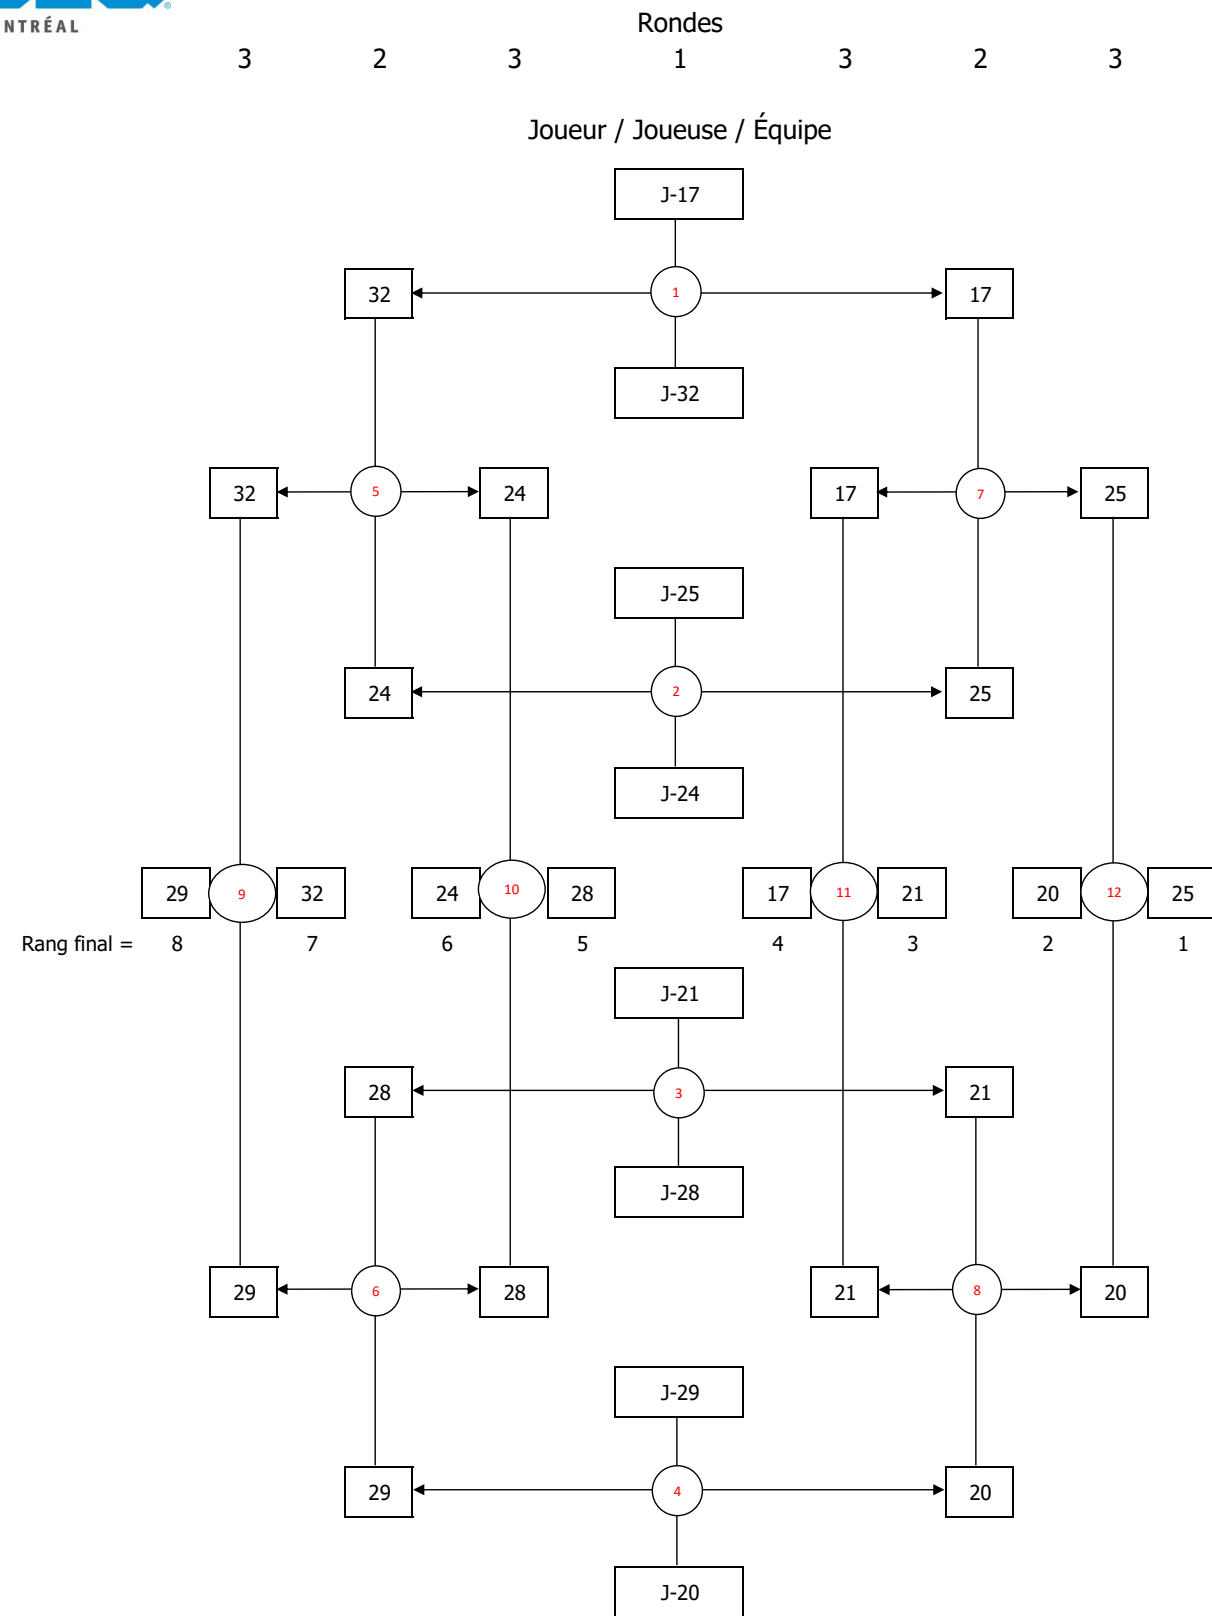 NTRÉAL
®
Rondes
3 2 3 1 3 2 3
Joueur / Joueuse / Équipe
J-17
32 1 17
J-32
32 5 24 17 7 25
J-25
24 2 25
J-24
29 9 32 24 10 28 17 11 21 20 12 25
Rang final = 8 7 6 5 4 3 2 1
J-21
28 3 21
J-28
29 6 28 21 8 20
J-29
29 4 20
J-20